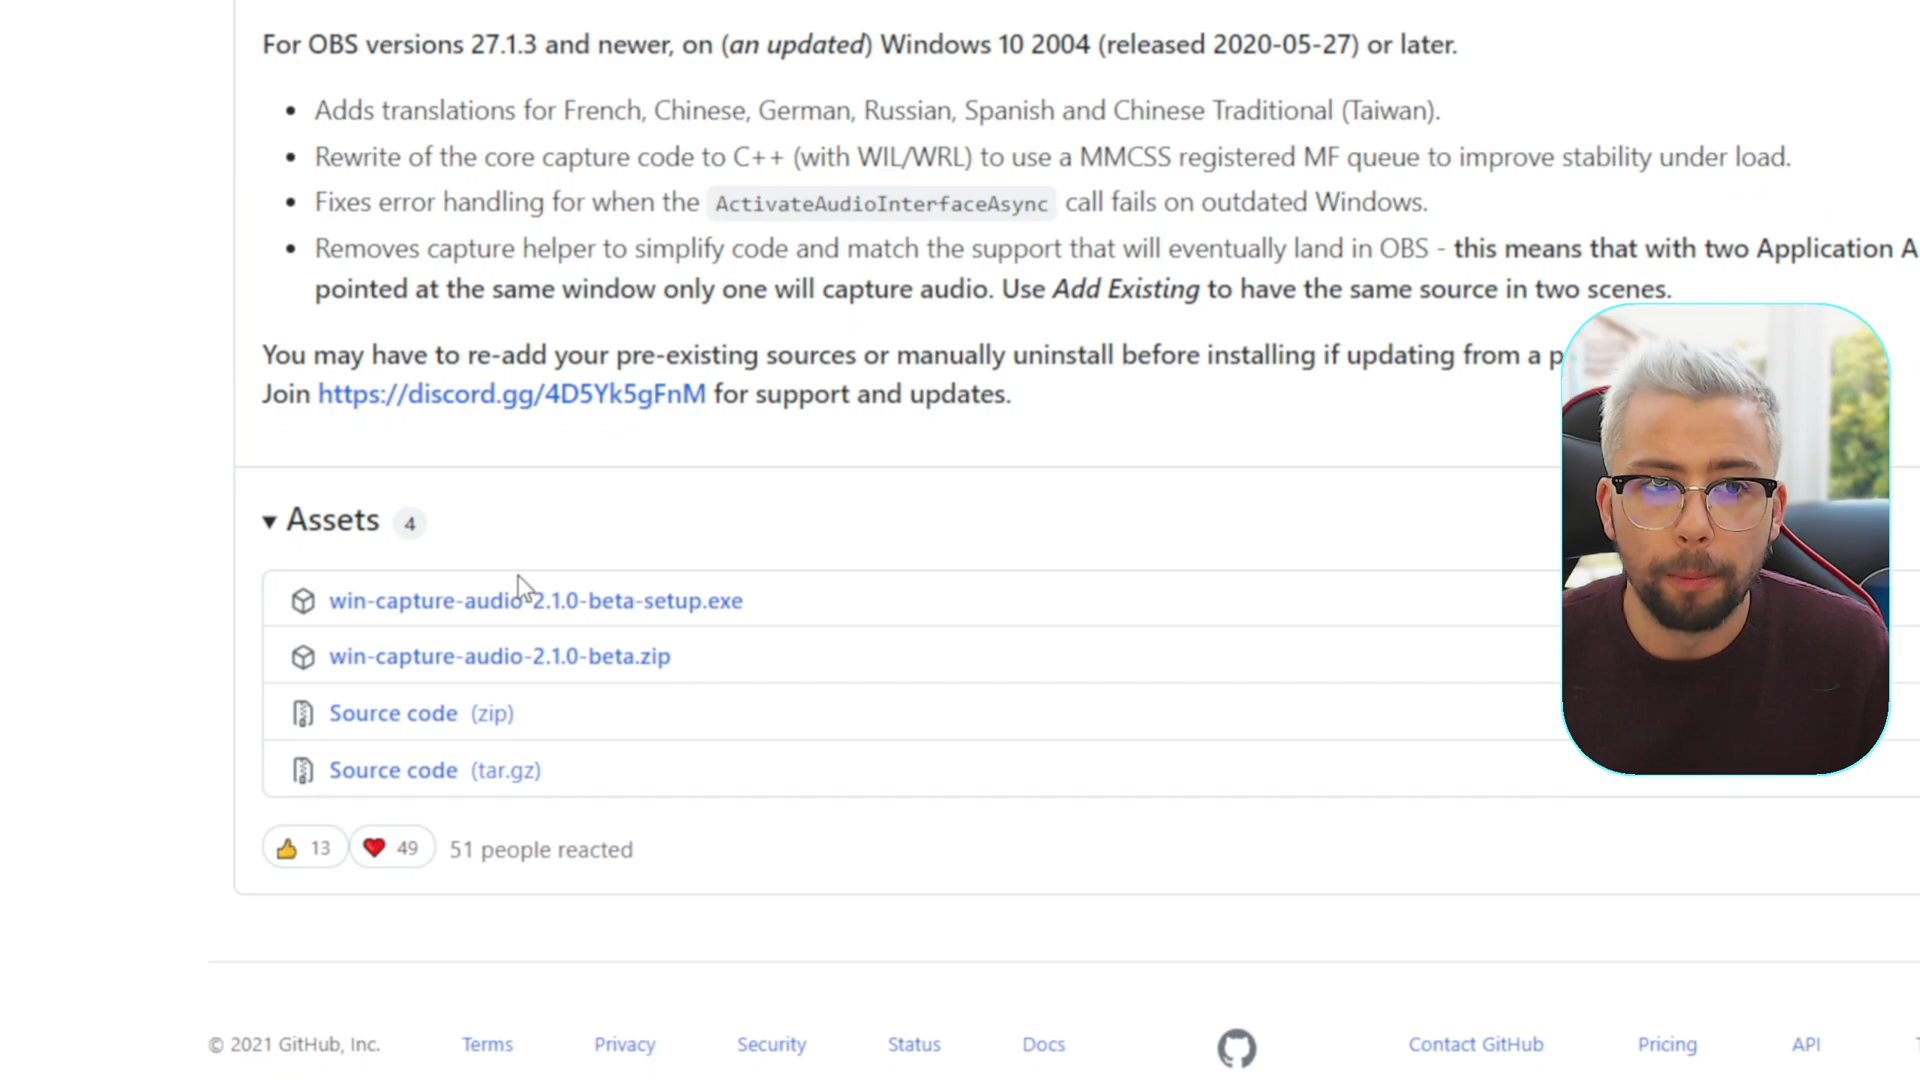 For OBS versions 27.1.3 and newer, on (an updated) Windows 10 2004 (released 2020-05-27) or later.
• Adds translations for French, Chinese, German, Russian, Spanish and Chinese Traditional (Taiwan).
• Rewrite of the core capture code to C++ (with WIL/WRL) to use a MMCSS registered MF queue to improve stability under load.
• Fixes error handling for when the ActivateAudioInterfaceAsync call fails on outdated Windows.
• Removes capture helper to simplify code and match the support that will eventually land in OBS - this means that with two Application A
pointed at the same window only one will capture audio. Use Add Existing to have the same source in two scenes.
You may have to re-add your pre-existing sources or manually uninstall before installing if updating from a p
Join https://discord.gg/4D5Yk5gFnM for support and updates.
▾ Assets 4
win-capture-audio-2.1.0-beta-setup.exe
win-capture-audio-2.1.0-beta.zip
Source code (zip)
Source code (tar.gz)
👍 13 ❤️ 49 51 people reacted
© 2021 GitHub, Inc. Terms Privacy Security Status Docs Contact GitHub Pricing API T